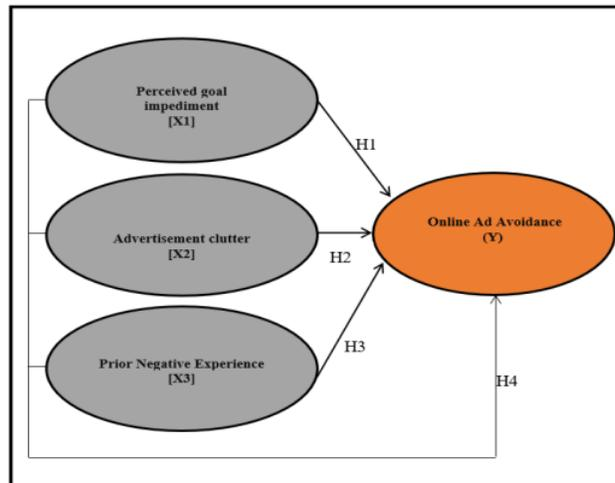 Perceived goal
impediment
[X1]
H1
Advertisement clutter
[X2]
H2
Online Ad Avoidance
(Y)
Prior Negative Experience
[X3]
H3
H4